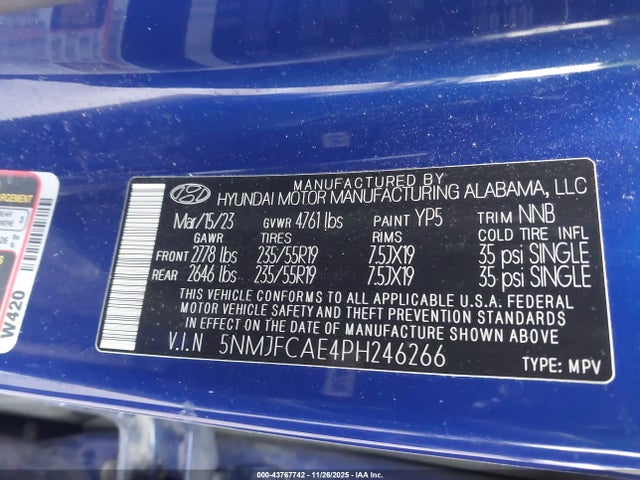 MANUFACTURED BY
HYUNDAI MOTOR MANUFACTURING ALABAMA, LLC
Mar/15/23 GVWR 4761 lbs PAINT YP5 TRIM NNB
GAWR TIRES RIMS COLD TIRE INFL
FRONT 2778 lbs 235/55R19 7.5JX19 35 psi SINGLE
REAR 2646 lbs 235/55R19 7.5JX19 35 psi SINGLE
THIS VEHICLE CONFORMS TO ALL APPLICABLE U.S.A. FEDERAL
MOTOR VEHICLE SAFETY AND THEFT PREVENTION STANDARDS
IN EFFECT ON THE DATE OF MANUFACTURE SHOWN ABOVE
V.I.N 5NMJFCAE4PH246266
TYPE: MPV
W420
000-43767742 - 11/26/2025 - IAA Inc.